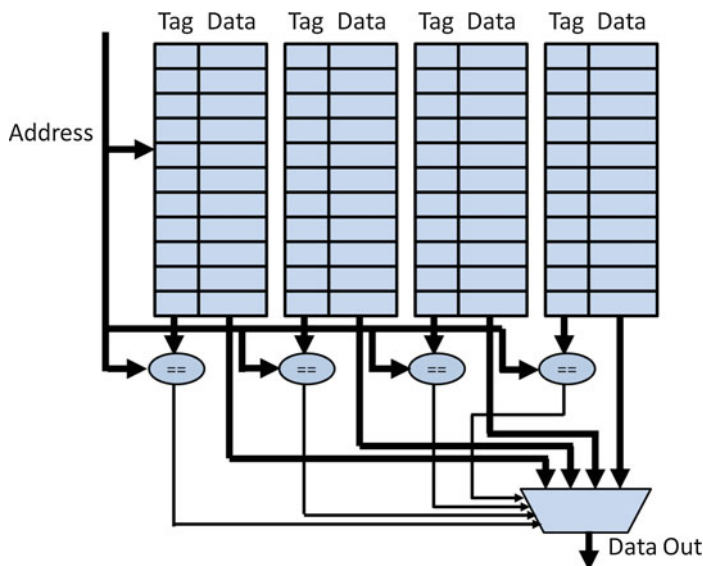 Tag Data Tag Data Tag Data Tag Data
Address
== == == ==
Data Out